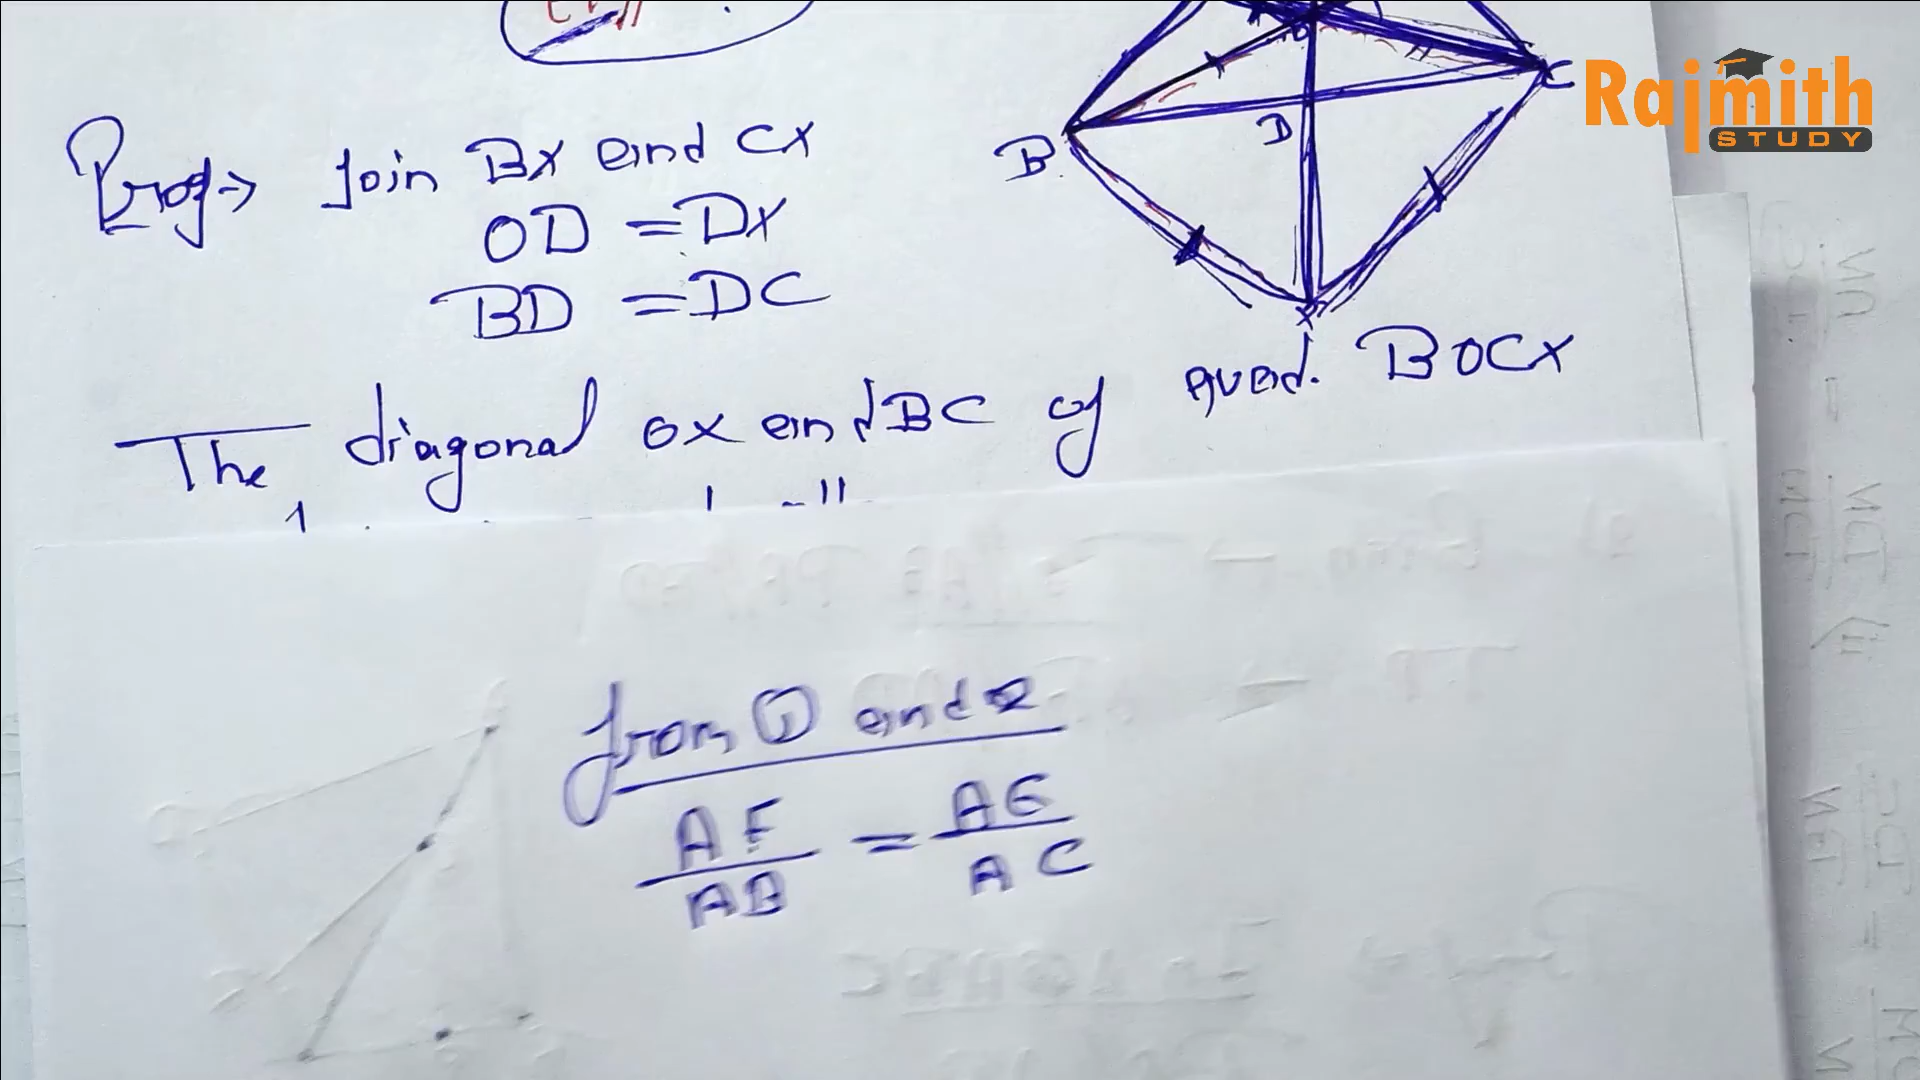 Rajmith
STUDY
B
D
C
X
Proof→ Join BX and CX
OD = DX
BD = DC
The diagonal OX and BC of quad. BOCX
from ① and 2
AF/AB = AG/AC